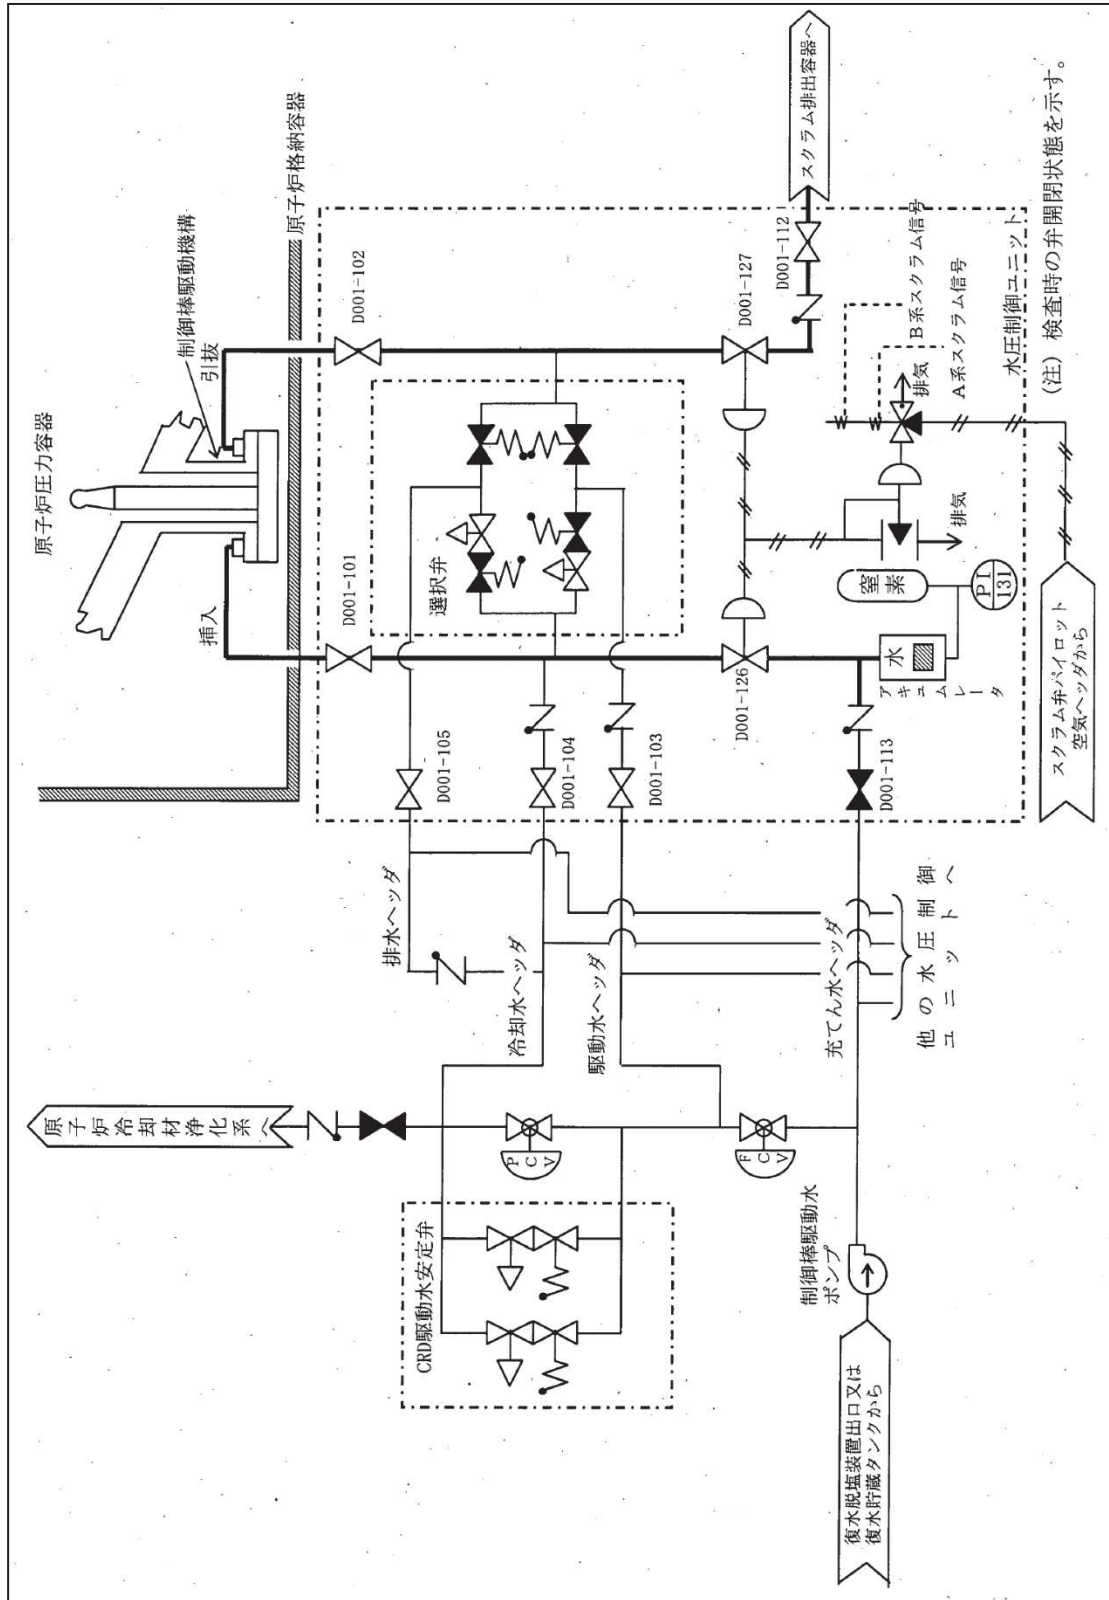 原子炉圧力容器
制御棒駆動機構
挿入
引抜
原子炉格納容器
D001-101
D001-102
選択弁
D001-105
D001-104
D001-103
D001-126
D001-127
D001-112
スクラム排出容器へ
D001-113
水
アキュムレータ
窒素
PI
131
排気
排気
A系スクラム信号
B系スクラム信号
水圧制御ユニット
スクラム弁パイロット
空気ヘッダから
(注) 検査時の弁開閉状態を示す。
原子炉冷却材浄化系へ
排水ヘッダ
冷却水ヘッダ
駆動水ヘッダ
充てん水ヘッダ
他の水圧制御
ユニットへ
PCV
FCV
CRD駆動水安定弁
制御棒駆動水
ポンプ
復水脱塩装置出口又は
復水貯蔵タンクから